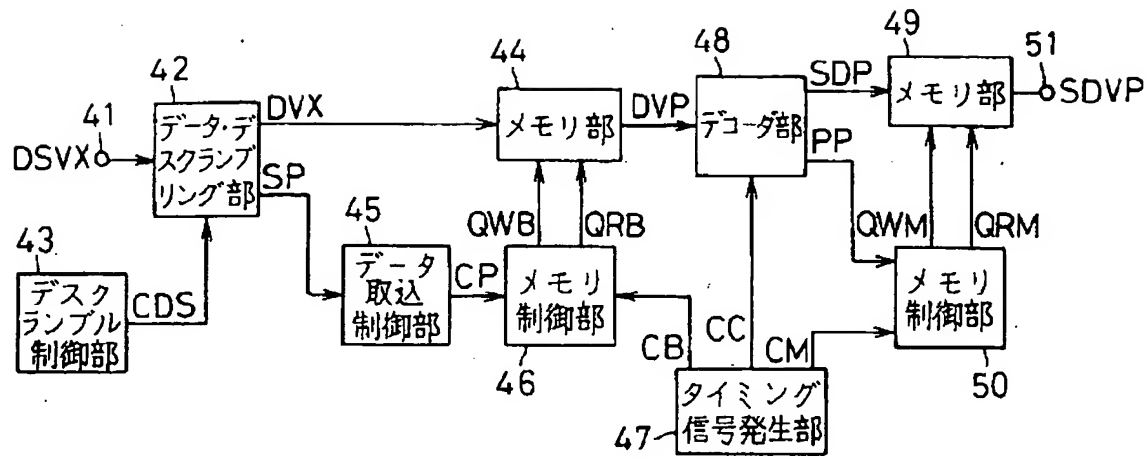 41
DSVX
42
データ・デ
スクランブ
リング部
DVX
SP
43
デスク
ランブル
制御部
CDS
44
メモリ部
DVP
45
データ
取込
制御部
CP
QWB
QRB
メモリ
制御部
46
48
デコーダ部
SDP
PP
49
メモリ部
51
SDVP
QWM
QRM
メモリ
制御部
50
CB
CC
CM
タイミング
信号発生部
47